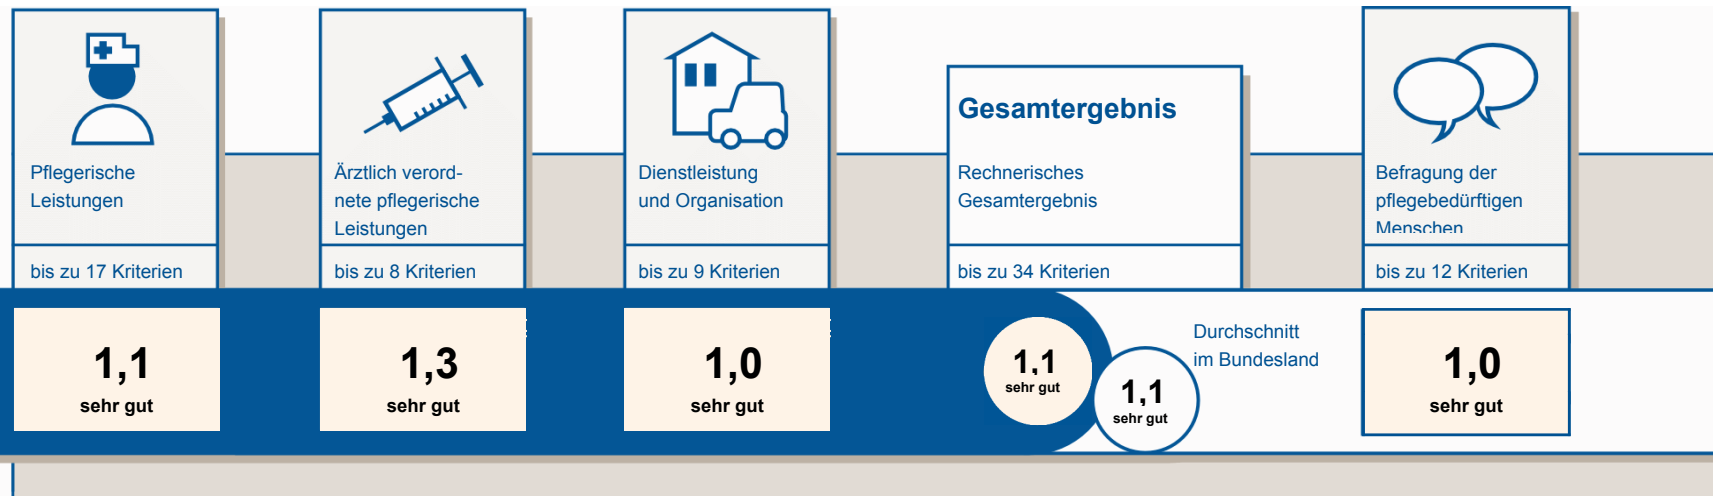 Pflegerische
Leistungen
bis zu 17 Kriterien
1,1
sehr gut
Ärztlich verord-
nete pflegerische
Leistungen
bis zu 8 Kriterien
1,3
sehr gut
Dienstleistung
und Organisation
bis zu 9 Kriterien
1,0
sehr gut
Gesamtergebnis
Rechnerisches
Gesamtergebnis
bis zu 34 Kriterien
1,1
sehr gut
1,1
sehr gut
Durchschnitt
im Bundesland
Befragung der
pflegebedürftigen
Menschen
bis zu 12 Kriterien
1,0
sehr gut